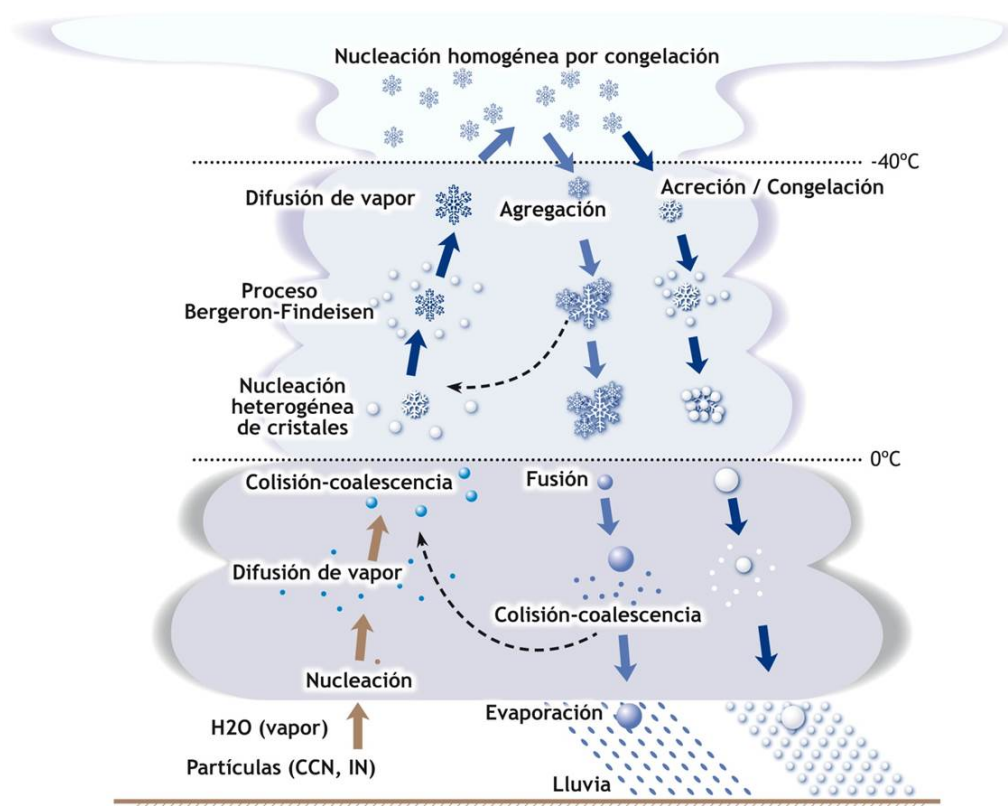 Nucleación homogénea por congelación
-40ºC
Difusión de vapor
Agregación
Acreción / Congelación
Proceso
Bergeron-Findeisen
Nucleación
heterogénea
de cristales
0ºC
Colisión-coalescencia
Fusión
Difusión de vapor
Colisión-coalescencia
Nucleación
H2O (vapor)
Evaporación
Partículas (CCN, IN)
Lluvia